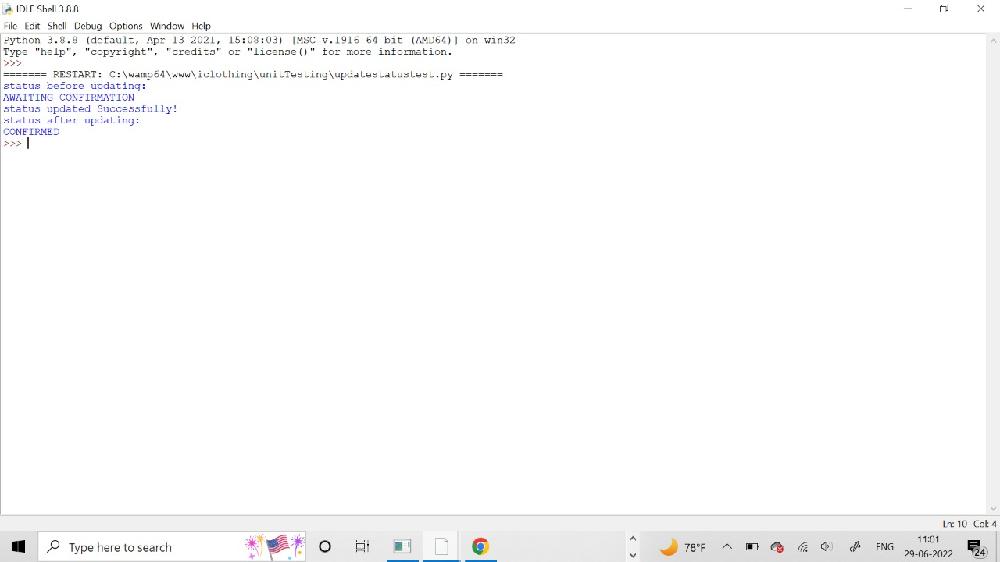 IDLE Shell 3.8.8
File Edit Shell Debug Options Window Help
Python 3.8.8 (default, Apr 13 2021, 15:08:03) [MSC v.1916 64 bit (AMD64)] on win32
Type "help", "copyright", "credits" or "license()" for more information.
>>>
======= RESTART: C:\wamp64\www\iclothing\unitTesting\updatestatustest.py =======
status before updating:
AWAITING CONFIRMATION
status updated Successfully!
status after updating:
CONFIRMED
>>>
Ln: 10 Col: 4
Type here to search
78°F
ENG
11:01
29-06-2022
24